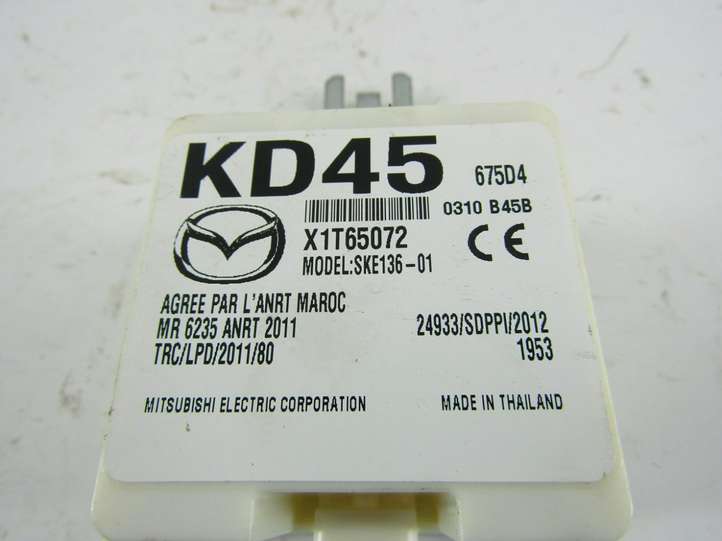 KD45 675D4
0310 B45B
X1T65072 CE
MODEL:SKE136-01
AGREE PAR L'ANRT MAROC
MR 6235 ANRT 2011 24933/SDPPI/2012
TRC/LPD/2011/80 1953
MITSUBISHI ELECTRIC CORPORATION MADE IN THAILAND